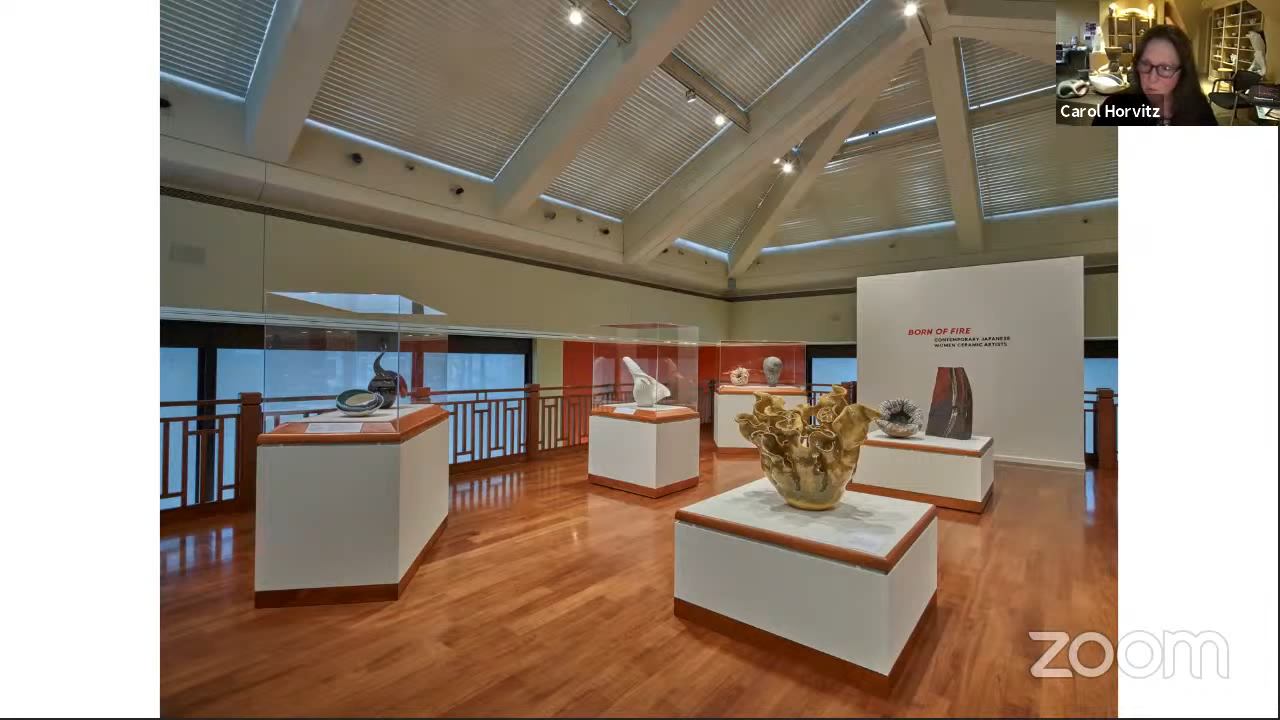 Carol Horvitz
BORN OF FIRE
CONTEMPORARY JAPANESE
WOMEN CERAMIC ARTISTS
zoom